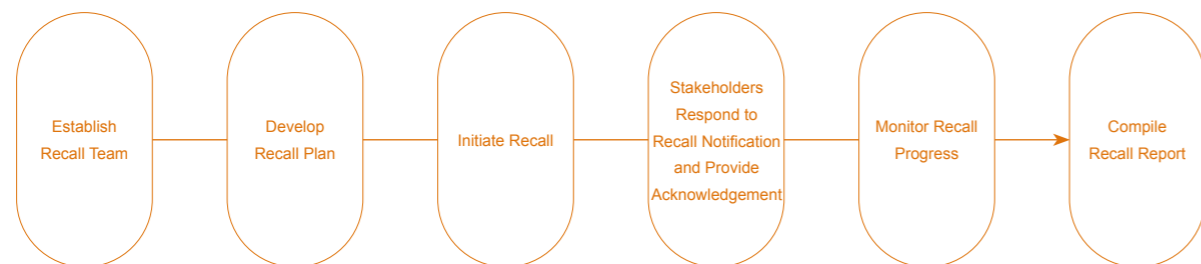 Establish
Recall Team
Develop
Recall Plan
Initiate Recall
Stakeholders
Respond to
Recall Notification
and Provide
Acknowledgement
Monitor Recall
Progress
Compile
Recall Report